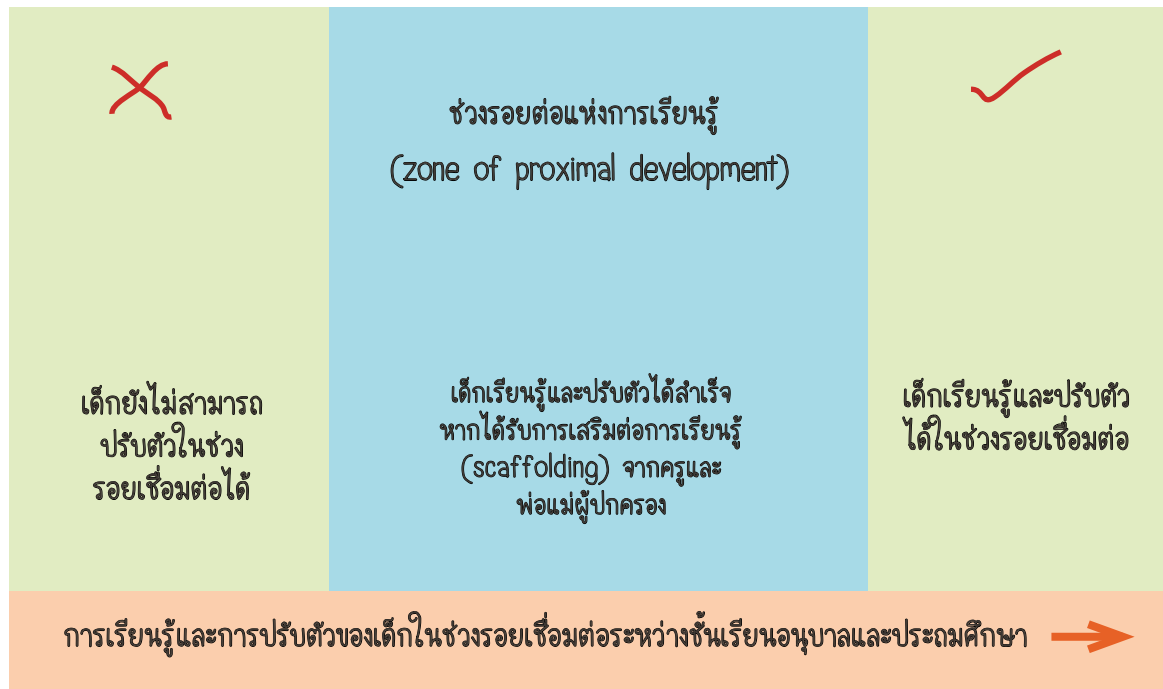 ช่วงรอยต่อแห่งการเรียนรู้
(zone of proximal development)
เด็กยังไม่สามารถ
ปรับตัวในช่วง
รอยเชื่อมต่อได้
เด็กเรียนรู้และปรับตัวได้สำเร็จ
หากได้รับการเสริมต่อการเรียนรู้
(scaffolding) จากครูและ
พ่อแม่ผู้ปกครอง
เด็กเรียนรู้และปรับตัว
ได้ในช่วงรอยเชื่อมต่อ
การเรียนรู้และการปรับตัวของเด็กในช่วงรอยเชื่อมต่อระหว่างชั้นเรียนอนุบาลและประถมศึกษา